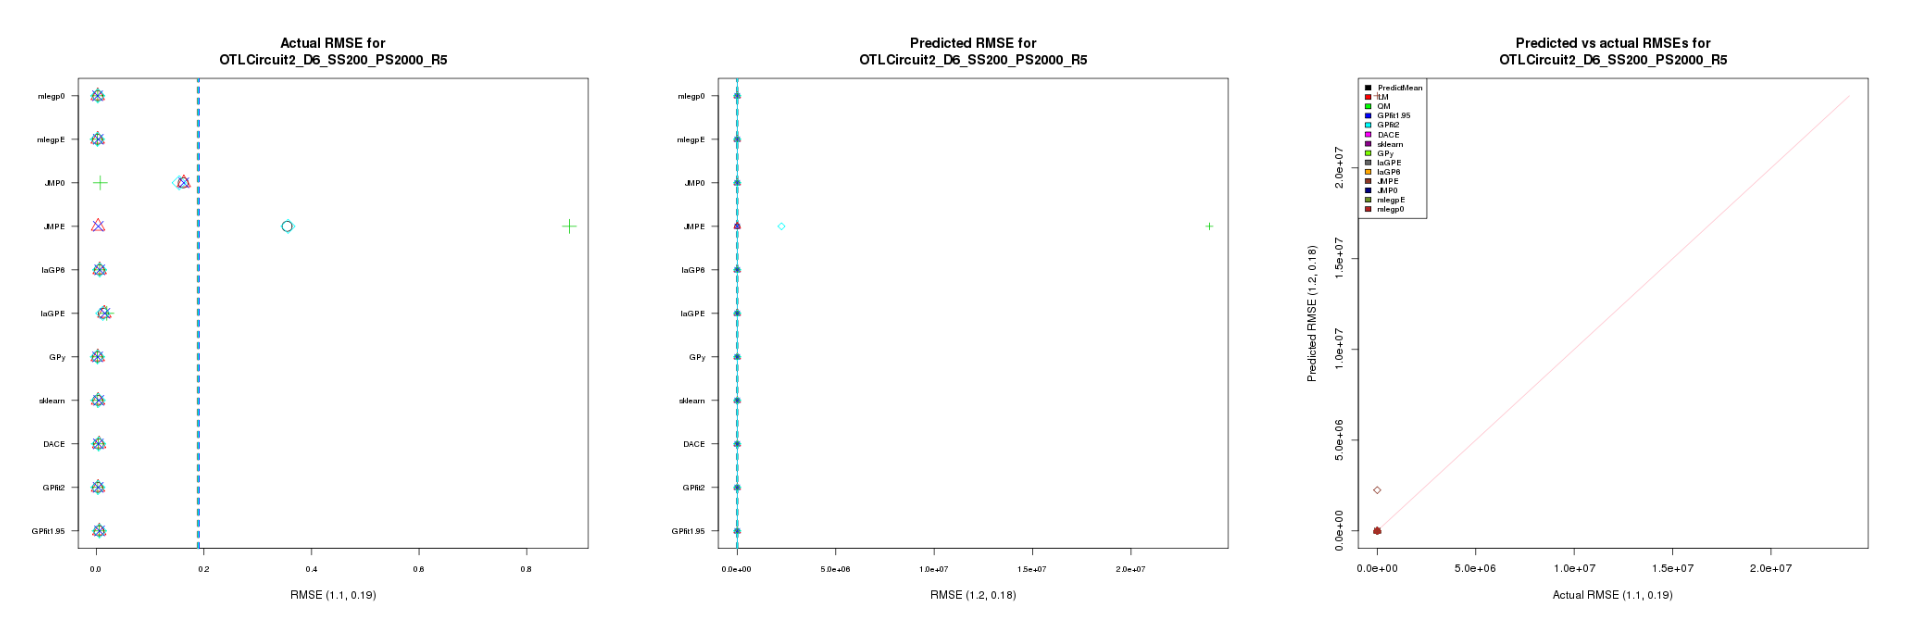 Actual RMSE for
OTLCircuit2_D6_SS200_PS2000_R5
mlegp0
mlegpE
JMP0
JMPE
laGP6
laGPE
GPy
sklearn
DACE
GPfit2
GPfit1.95
0.0 0.2 0.4 0.6 0.8
RMSE (1.1, 0.19)
Predicted RMSE for
OTLCircuit2_D6_SS200_PS2000_R5
mlegp0
mlegpE
JMP0
JMPE
laGP6
laGPE
GPy
sklearn
DACE
GPfit2
GPfit1.95
0.0e+00 5.0e+06 1.0e+07 1.5e+07 2.0e+07
RMSE (1.2, 0.18)
Predicted vs actual RMSEs for
OTLCircuit2_D6_SS200_PS2000_R5
PredictMean
LM
QM
GPfit1.95
GPfit2
DACE
sklearn
GPy
laGPE
laGP6
JMPE
JMP0
mlegpE
mlegp0
Predicted RMSE (1.2, 0.18)
0.0e+00 5.0e+06 1.0e+07 1.5e+07 2.0e+07
0.0e+00 5.0e+06 1.0e+07 1.5e+07 2.0e+07
Actual RMSE (1.1, 0.19)